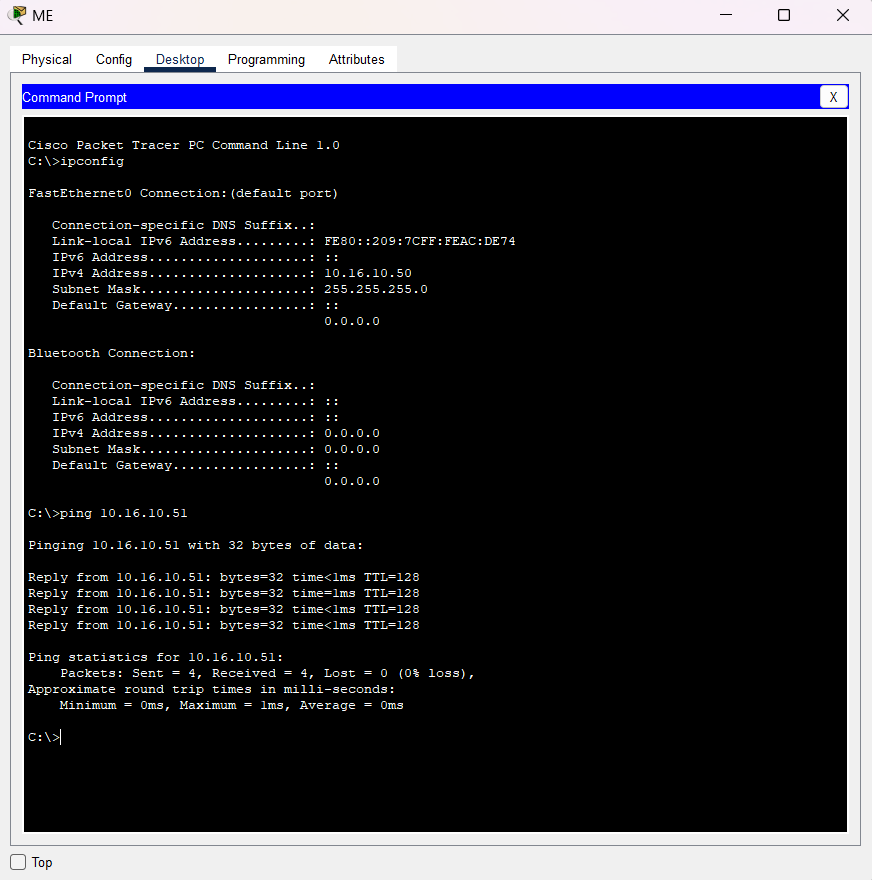 ME
Physical Config Desktop Programming Attributes
Command Prompt X
Cisco Packet Tracer PC Command Line 1.0
C:\>ipconfig
FastEthernet0 Connection:(default port)
Connection-specific DNS Suffix..:
Link-local IPv6 Address.........: FE80::209:7CFF:FEAC:DE74
IPv6 Address....................: ::
IPv4 Address....................: 10.16.10.50
Subnet Mask.....................: 255.255.255.0
Default Gateway.................: ::
0.0.0.0
Bluetooth Connection:
Connection-specific DNS Suffix..:
Link-local IPv6 Address.........: ::
IPv6 Address....................: ::
IPv4 Address....................: 0.0.0.0
Subnet Mask.....................: 0.0.0.0
Default Gateway.................: ::
0.0.0.0
C:\>ping 10.16.10.51
Pinging 10.16.10.51 with 32 bytes of data:
Reply from 10.16.10.51: bytes=32 time<1ms TTL=128
Reply from 10.16.10.51: bytes=32 time=1ms TTL=128
Reply from 10.16.10.51: bytes=32 time<1ms TTL=128
Reply from 10.16.10.51: bytes=32 time<1ms TTL=128
Ping statistics for 10.16.10.51:
Packets: Sent = 4, Received = 4, Lost = 0 (0% loss),
Approximate round trip times in milli-seconds:
Minimum = 0ms, Maximum = 1ms, Average = 0ms
C:\>
Top